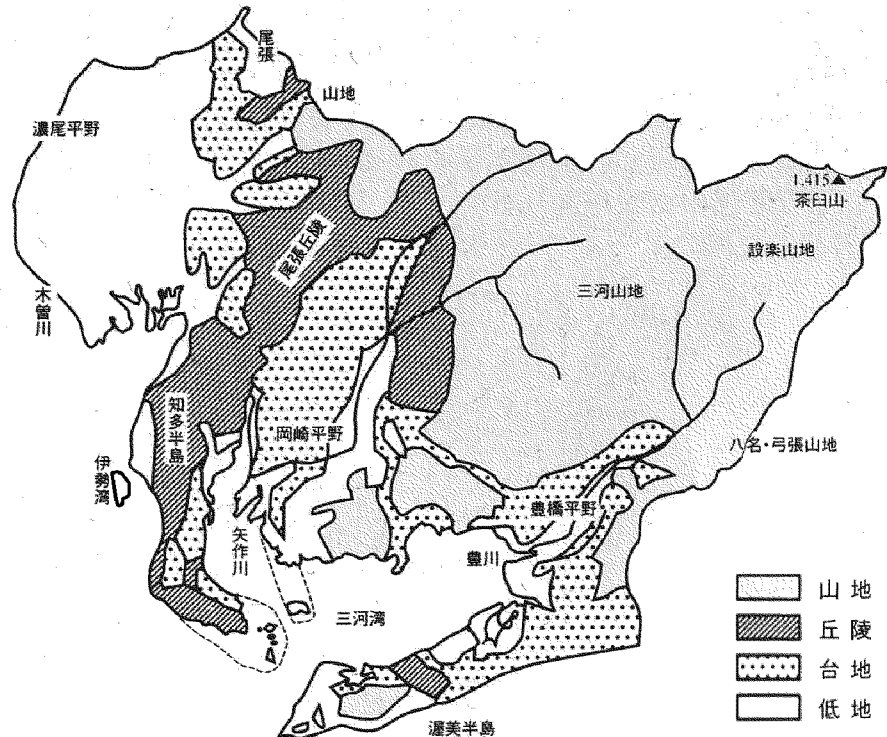 尾張
山地
濃尾平野
1,415▲
茶臼山
設楽山地
尾張丘陵
三河山地
木曽川
知多半島
岡崎平野
八名・弓張山地
伊勢湾
豊橋平野
矢作川
豊川
三河湾
渥美半島
山地
丘陵
台地
低地